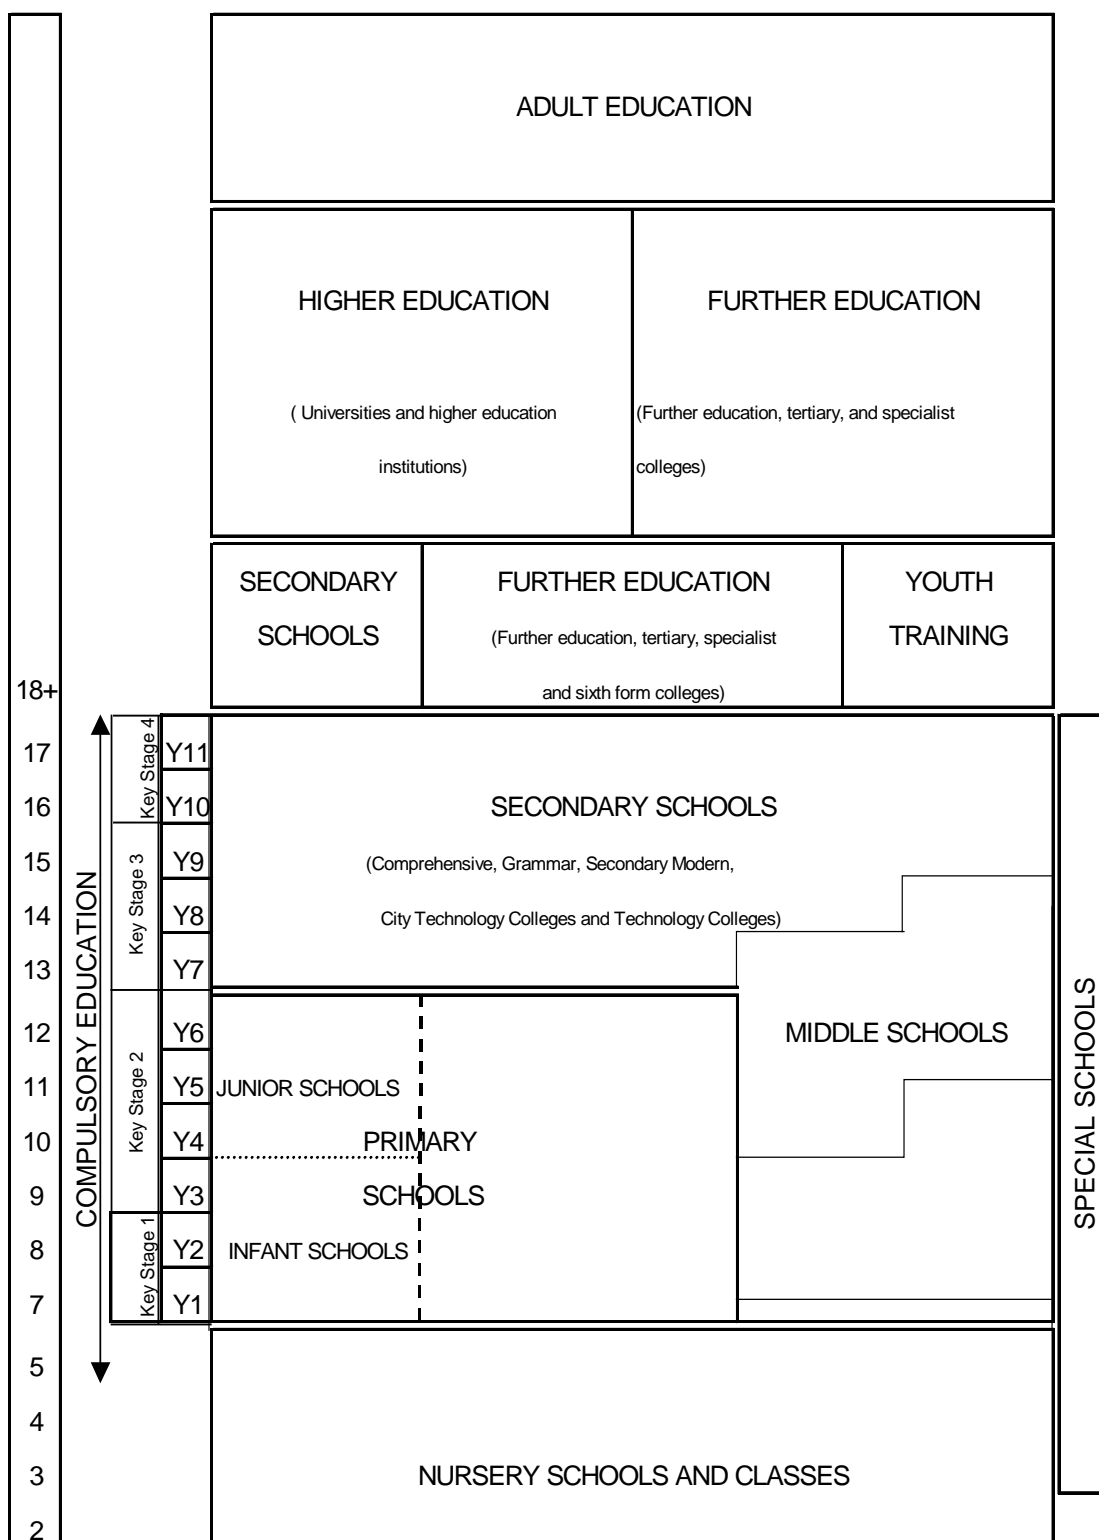 ADULT EDUCATION
HIGHER EDUCATION
FURTHER EDUCATION
( Universities and higher education
institutions)
(Further education, tertiary, and specialist
colleges)
SECONDARY
SCHOOLS
FURTHER EDUCATION
(Further education, tertiary, specialist
and sixth form colleges)
YOUTH
TRAINING
18+
17
16
15
14
13
12
11
10
9
8
7
5
4
3
2
COMPULSORY EDUCATION
Key Stage 4
Key Stage 3
Key Stage 2
Key Stage 1
Y11
Y10
Y9
Y8
Y7
Y6
Y5
Y4
Y3
Y2
Y1
SECONDARY SCHOOLS
(Comprehensive, Grammar, Secondary Modern,
City Technology Colleges and Technology Colleges)
MIDDLE SCHOOLS
JUNIOR SCHOOLS
PRIMARY
SCHOOLS
INFANT SCHOOLS
SPECIAL SCHOOLS
NURSERY SCHOOLS AND CLASSES